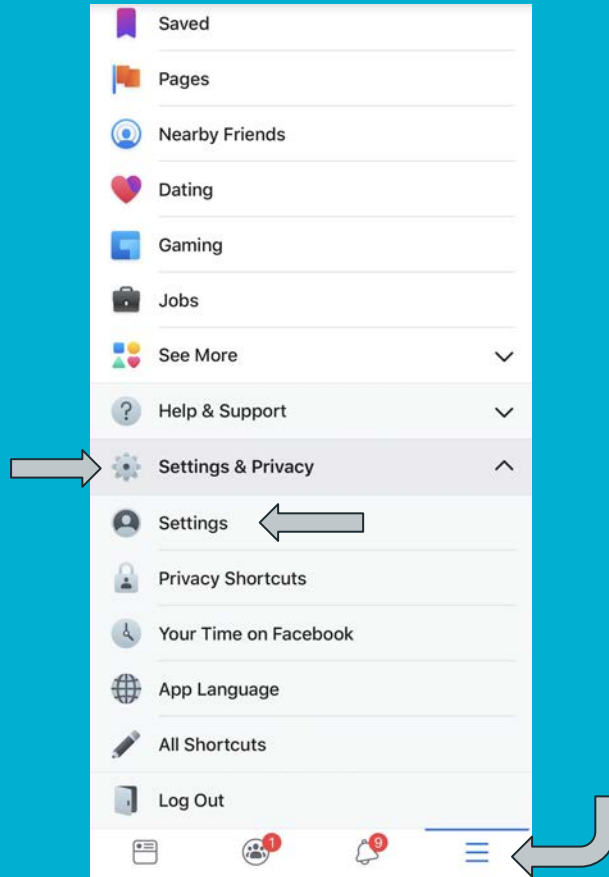 Saved
Pages
Nearby Friends
Dating
Gaming
Jobs
See More
Help & Support
Settings & Privacy
Settings
Privacy Shortcuts
Your Time on Facebook
App Language
All Shortcuts
Log Out
1
9